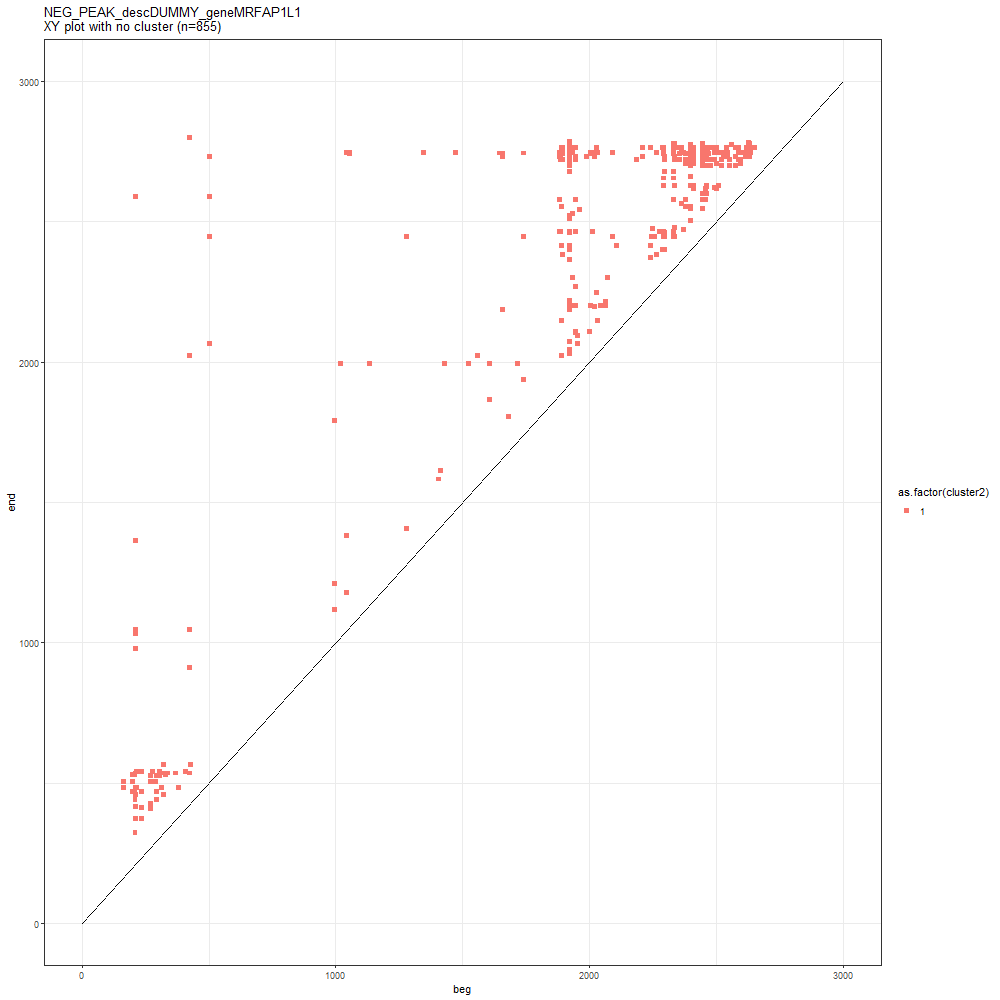 NEG_PEAK_descDUMMY_geneMRFAP1L1
XY plot with no cluster (n=855)
3000
2000
1000
0
end
0
1000
2000
3000
beg
as.factor(cluster2)
1